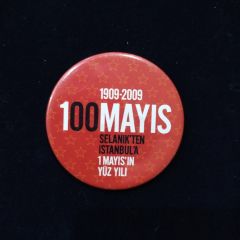 1909-2009
100MAYIS
SELANİK'TEN
İSTANBUL'A
1 MAYIS'IN
YÜZ YILI